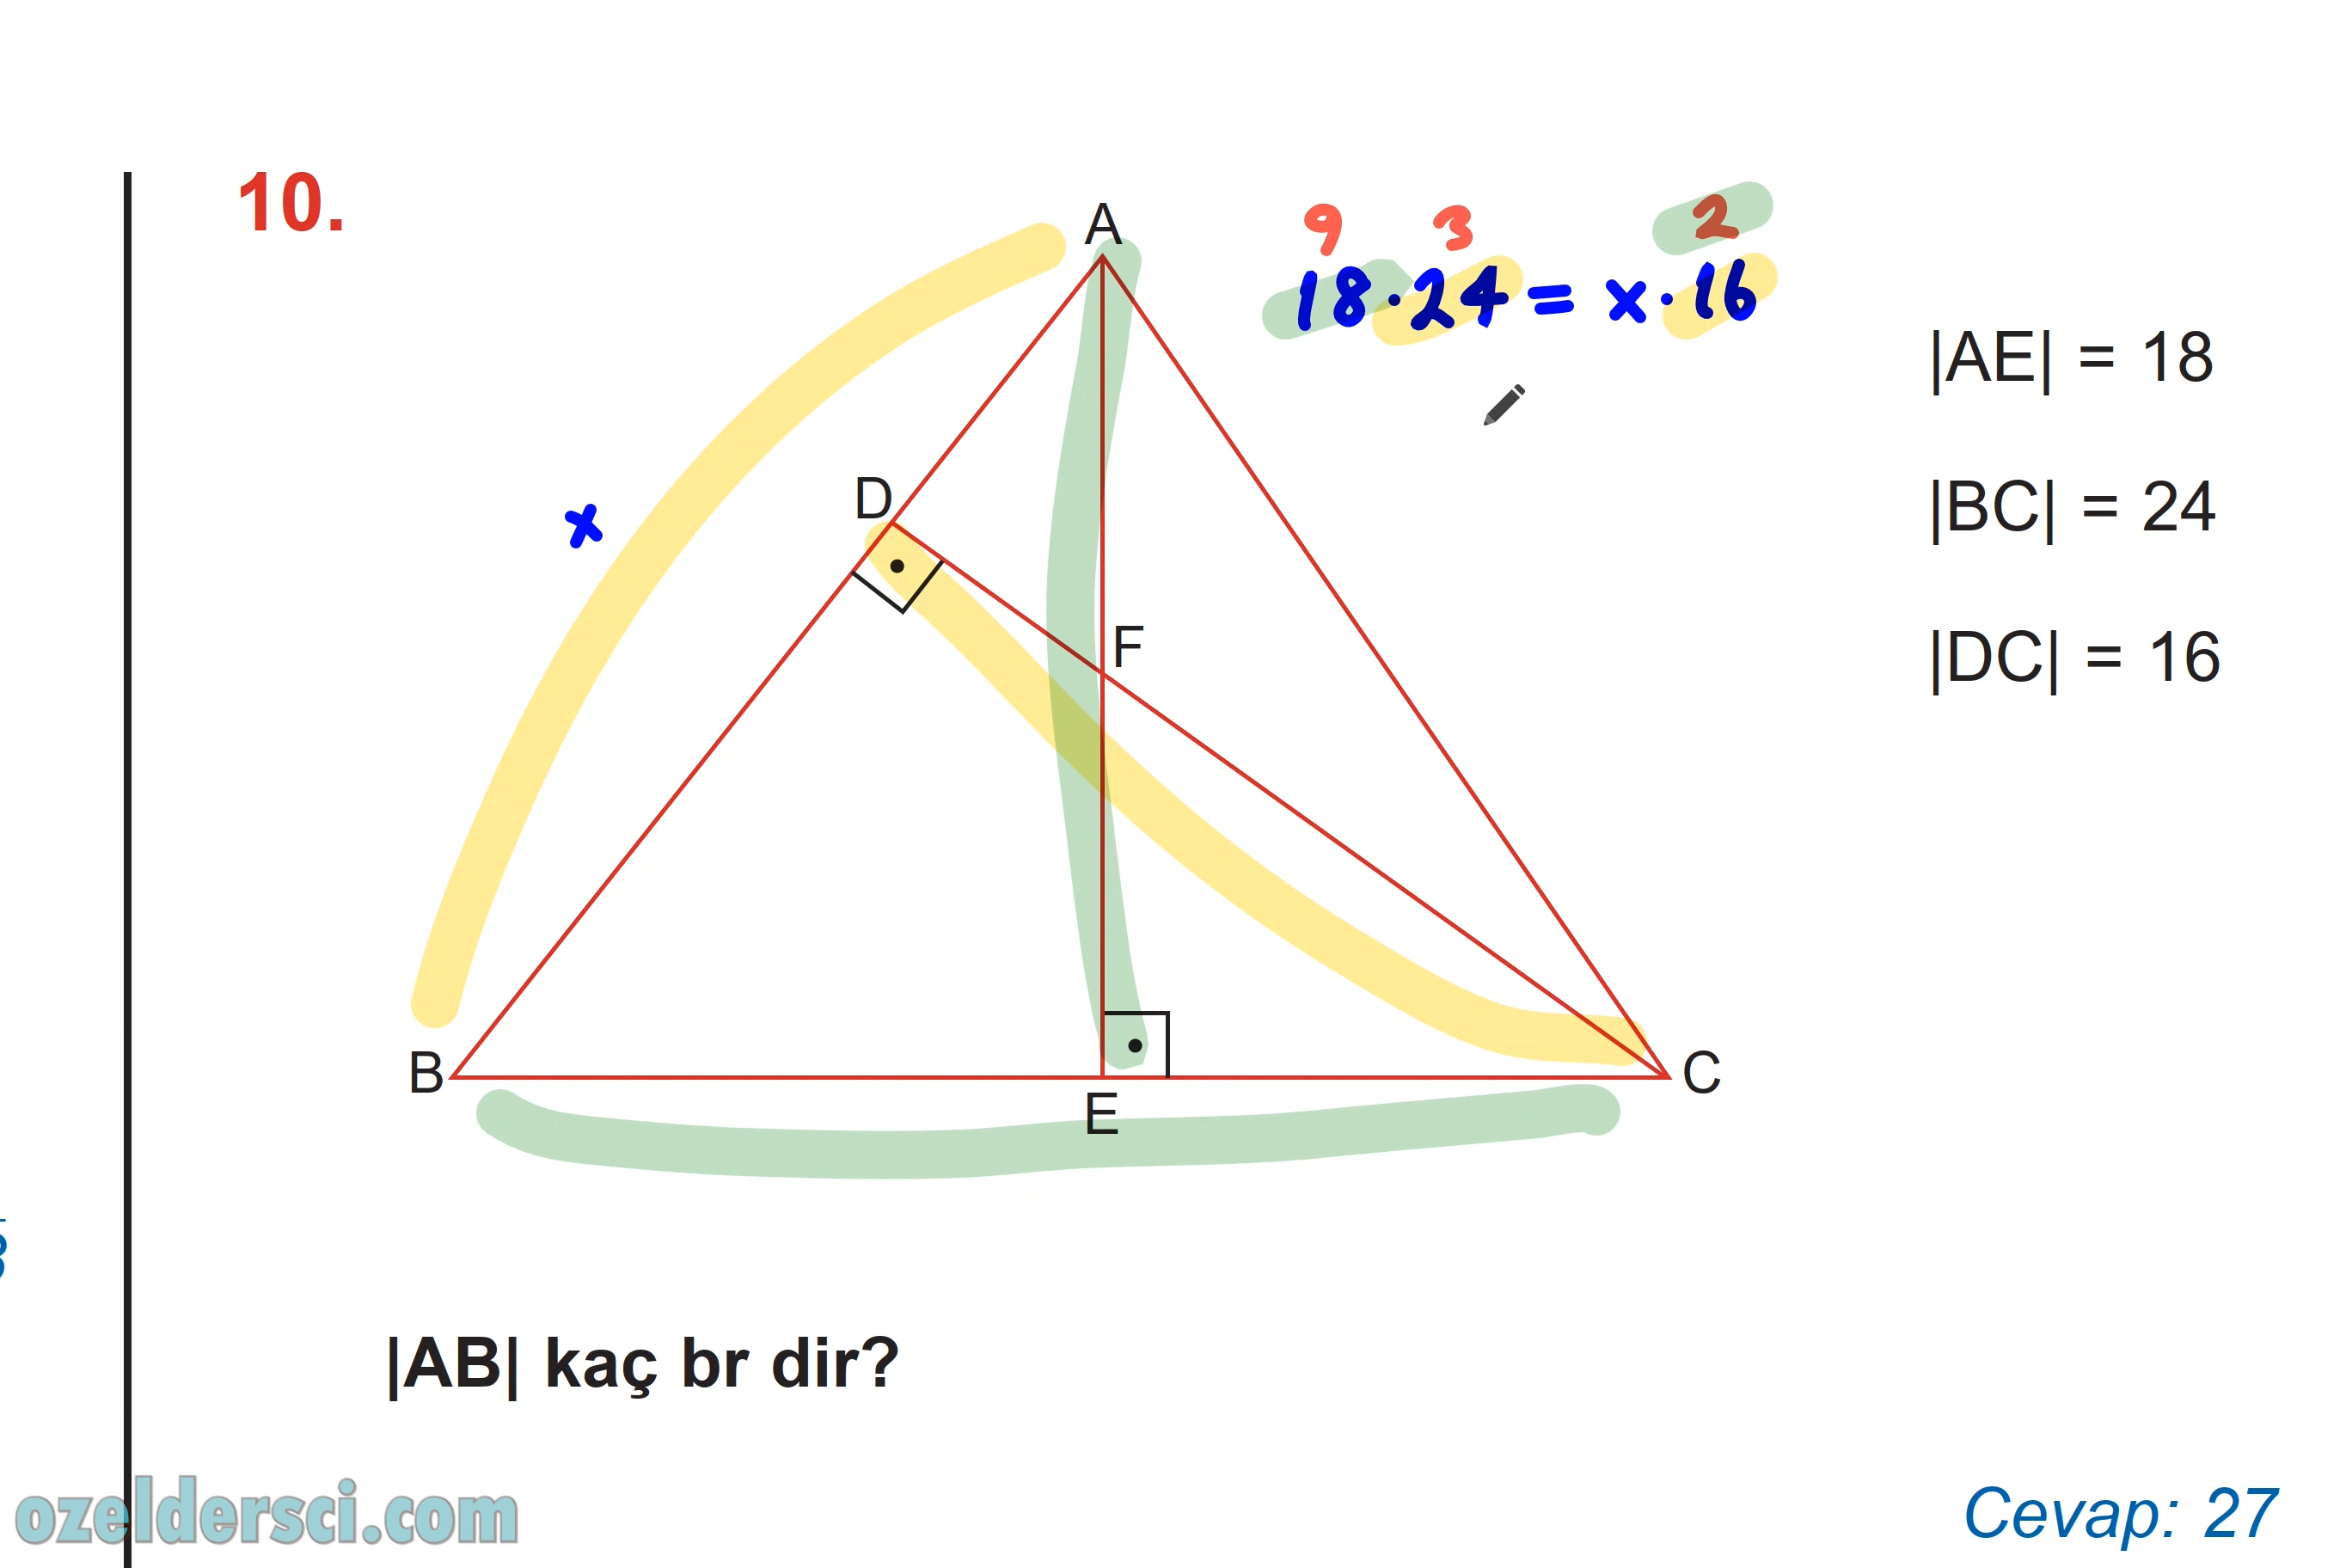 10.
A
9 3 2
18·24 = x·16
|AE| = 18
D
|BC| = 24
x
F
|DC| = 16
B
C
E
|AB| kaç br dir?
ozeldersci.com
Cevap: 27